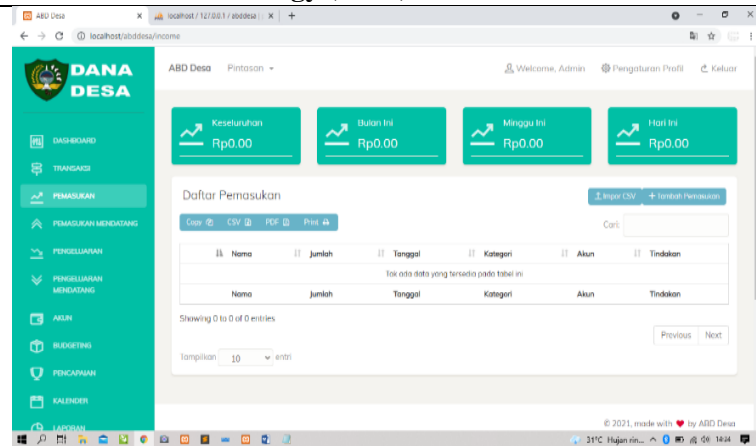 ABD Desa
localhost / 127.0.0.1 / abddesa |
localhost/abddesa/income
DANA DESA
ABD Desa Pintasan
Welcome, Admin Pengaturan Profil Keluar
Keseluruhan
Rp0.00
Bulan Ini
Rp0.00
Minggu Ini
Rp0.00
Hari Ini
Rp0.00
DASHBOARD
TRANSAKSI
PEMASUKAN
PEMASUKAN MENDATANG
PENGELUARAN
PENGELUARAN
MENDATANG
AKUN
BUDGETING
PENCAPAIAN
KALENDER
LAPORAN
Daftar Pemasukan
Impor CSV + Tambah Pemasukan
Copy CSV PDF Print
Cari:
Nama Jumlah Tanggal Kategori Akun Tindakan
Tak ada data yang tersedia pada tabel ini
Nama Jumlah Tanggal Kategori Akun Tindakan
Showing 0 to 0 of 0 entries
Previous Next
Tampilkan 10 entri
© 2021, made with ❤ by ABD Desa
31°C Hujan rin... 14:34